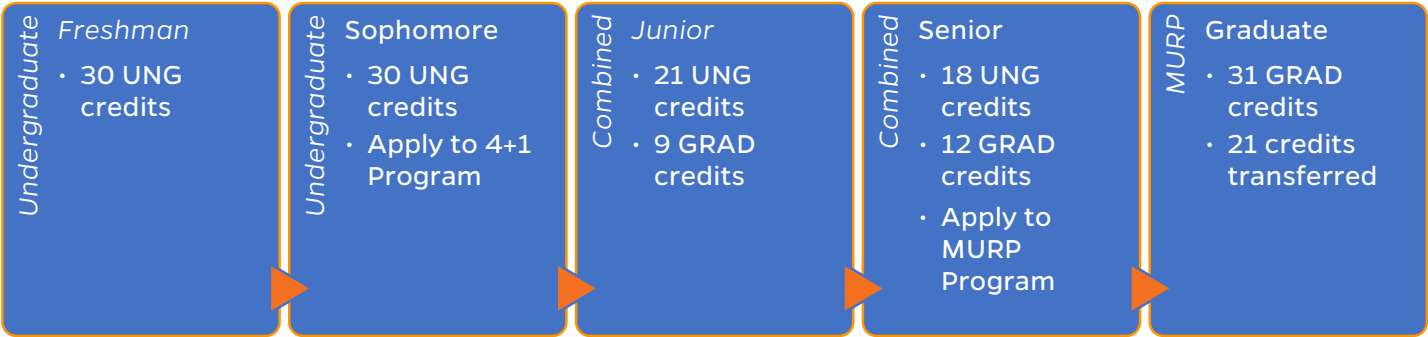 Undergraduate
Freshman
· 30 UNG
credits
Undergraduate
Sophomore
· 30 UNG
credits
· Apply to 4+1
Program
Combined
Junior
· 21 UNG
credits
· 9 GRAD
credits
Combined
Senior
· 18 UNG
credits
· 12 GRAD
credits
· Apply to
MURP
Program
MURP
Graduate
· 31 GRAD
credits
· 21 credits
transferred